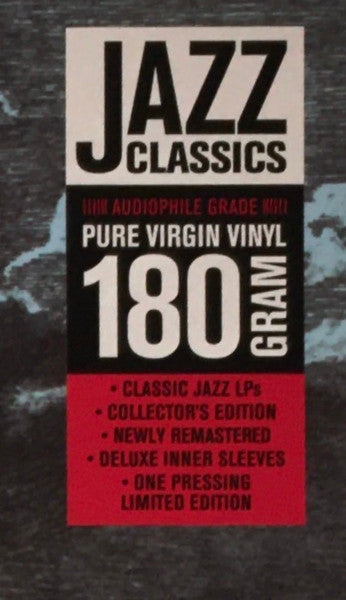 JAZZ
CLASSICS
AUDIOPHILE GRADE
PURE VIRGIN VINYL
180
GRAM
• CLASSIC JAZZ LPs
• COLLECTOR'S EDITION
• NEWLY REMASTERED
• DELUXE INNER SLEEVES
• ONE PRESSING
LIMITED EDITION